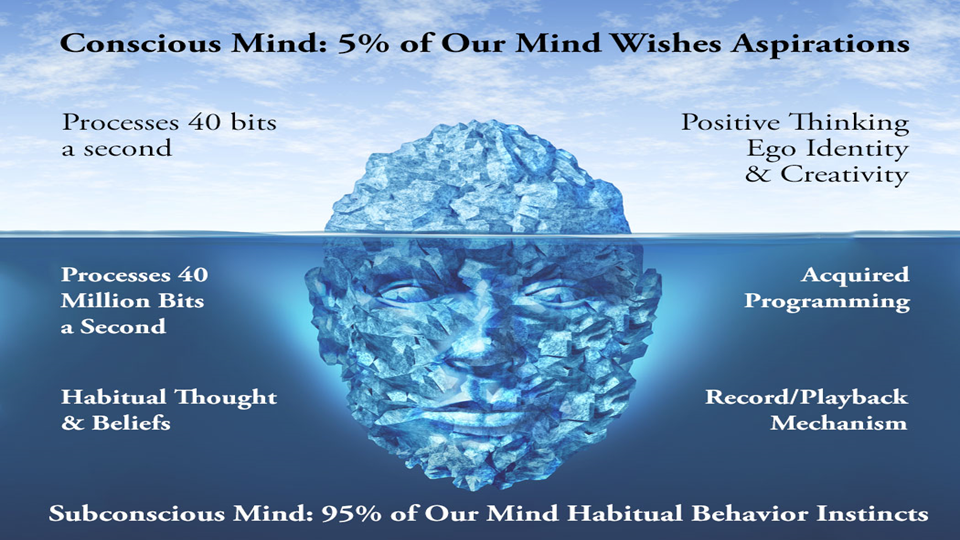 Conscious Mind: 5% of Our Mind Wishes Aspirations
Processes 40 bits
a second
Positive Thinking
Ego Identity
& Creativity
Processes 40
Million Bits
a Second
Acquired
Programming
Habitual Thought
& Beliefs
Record/Playback
Mechanism
Subconscious Mind: 95% of Our Mind Habitual Behavior Instincts